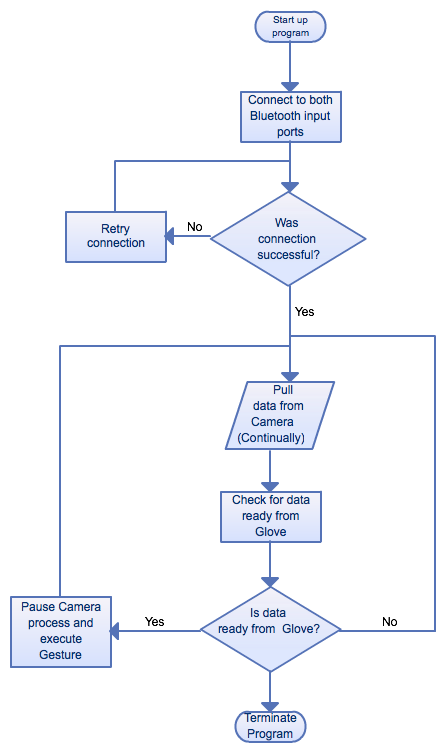 Start up
program
Connect to both
Bluetooth input
ports
Was
connection
successful?
No
Retry
connection
Yes
Pull
data from
Camera
(Continually)
Check for data
ready from
Glove
Is data
ready from Glove?
Yes
No
Pause Camera
process and
execute
Gesture
Terminate
Program